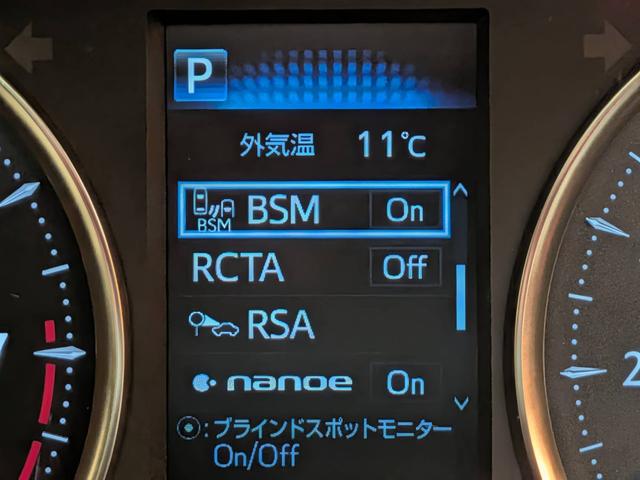 P
外気温 11℃
BSM BSM On
RCTA Off
RSA
nanoe On
:ブラインドスポットモニター
On/Off
2